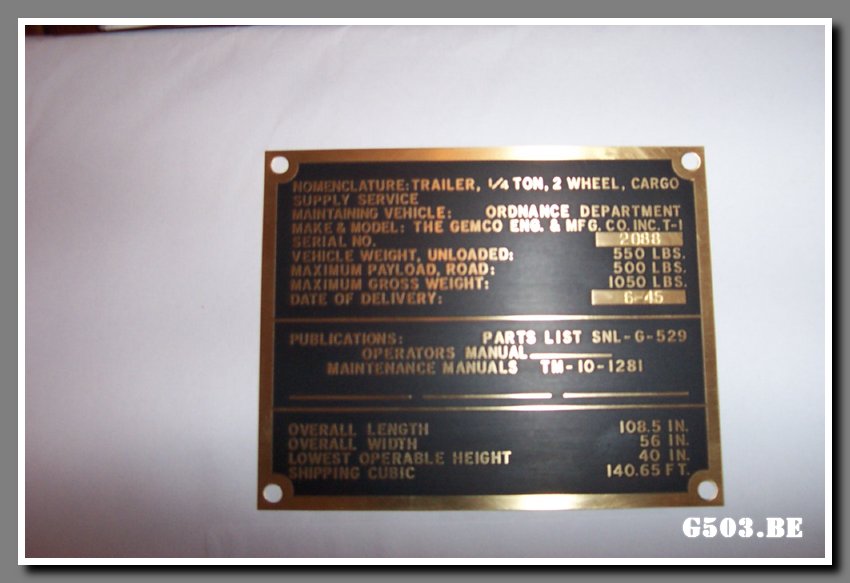 NOMENCLATURE: TRAILER, 1/4 TON, 2 WHEEL, CARGO
SUPPLY SERVICE
MAINTAINING VEHICLE: ORDNANCE DEPARTMENT
MAKE & MODEL: THE GEMCO ENG. & MFG. CO. INC. T-1
SERIAL NO. 2088
VEHICLE WEIGHT, UNLOADED: 550 LBS.
MAXIMUM PAYLOAD, ROAD: 500 LBS.
MAXIMUM GROSS WEIGHT: 1050 LBS.
DATE OF DELIVERY: 6-45
PUBLICATIONS: PARTS LIST SNL-G-529
OPERATORS MANUAL
MAINTENANCE MANUALS TM-10-1281
OVERALL LENGTH 108.5 IN.
OVERALL WIDTH 56 IN.
LOWEST OPERABLE HEIGHT 40 IN.
SHIPPING CUBIC 140.65 FT.
G503.BE